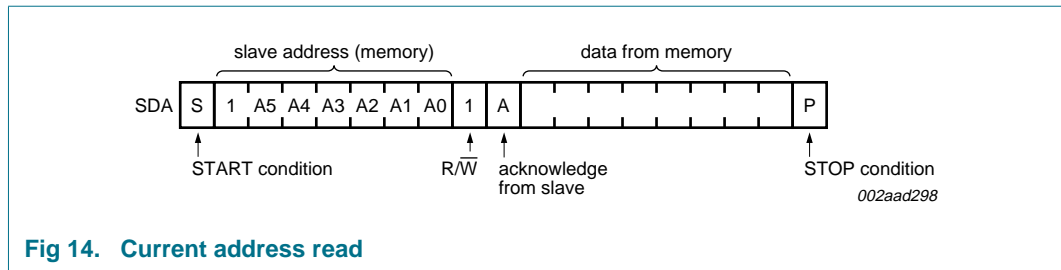 slave address (memory) data from memory
SDA S 1 A5 A4 A3 A2 A1 A0 1 A P
START condition R/W̅ acknowledge from slave STOP condition
002aad298
Fig 14. Current address read